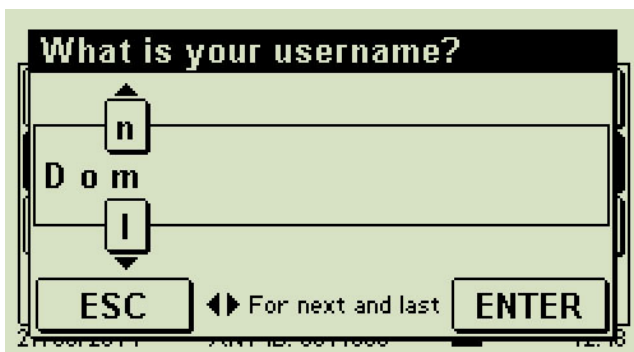 What is your username?
n
D o m
l
ESC ◀▶ For next and last ENTER